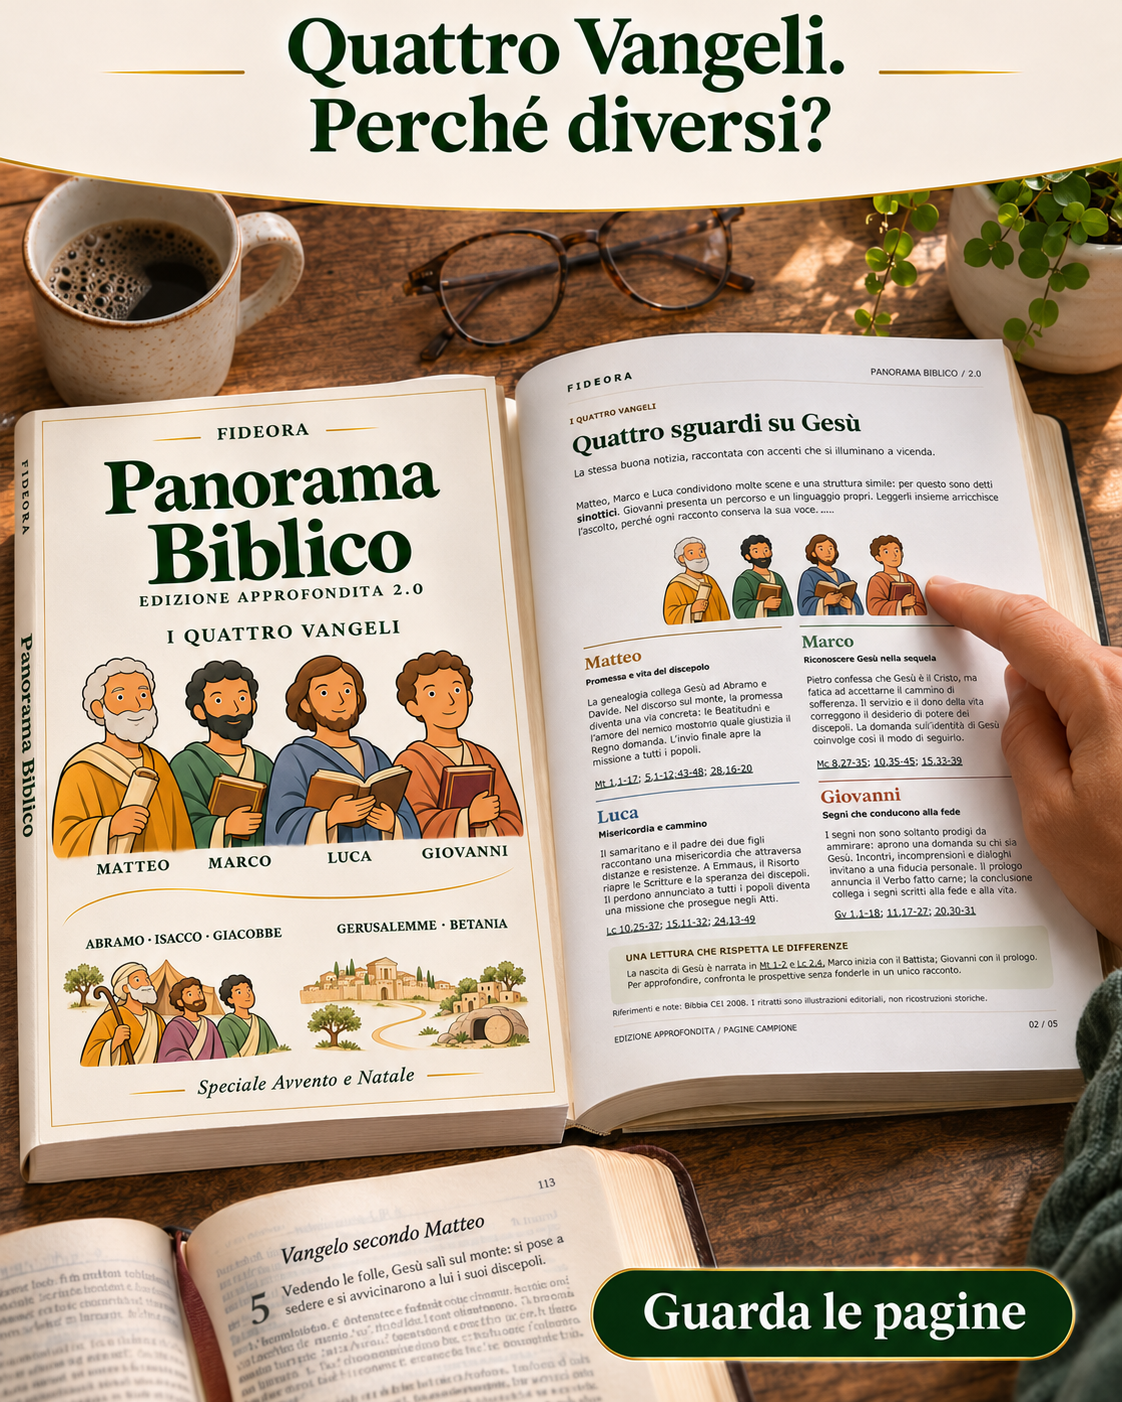 Quattro Vangeli.
Perché diversi?
FIDEORA
Panorama
Biblico
EDIZIONE APPROFONDITA 2.0
I QUATTRO VANGELI
MATTEO
MARCO
LUCA
GIOVANNI
ABRAMO · ISACCO · GIACOBBE
GERUSALEMME · BETANIA
Speciale Avvento e Natale
FIDEORA
Panorama Biblico
FIDEORA
PANORAMA BIBLICO / 2.0
I QUATTRO VANGELI
Quattro sguardi su Gesù
La stessa buona notizia, raccontata con accenti che si illuminano a vicenda.
Matteo, Marco e Luca condividono molte scene e una struttura simile: per questo sono detti
sinottici. Giovanni presenta un percorso e un linguaggio propri. Leggerli insieme arricchisce
l'ascolto, perché ogni racconto conserva la sua voce. ....
Matteo
Promessa e vita del discepolo
La genealogia collega Gesù ad Abramo e
Davide. Nel discorso sul monte, la promessa
diventa una via concreta: le Beatitudini e
l'amore del nemico mostorno quale giustizia il
Regno domanda. L'invio finale apre la
missione a tutti i popoli.
Mt 1,1-17; 5,1-12;43-48; 28,16-20
Marco
Riconoscere Gesù nella sequela
Pietro confessa che Gesù è il Cristo, ma
fatica ad accettarne il cammino di
sofferenza. Il servizio e il dono della vita
correggono il desiderio di potere dei
discepoli. La domanda sull'identità di Gesù
coinvolge così il modo di seguirlo.
Mc 8,27-35; 10,35-45; 15,33-39
Luca
Misericordia e cammino
Il samaritano e il padre dei due figli
raccontano una misericordia che attraversa
distanze e resistenze. A Emmaus, il Risorto
riapre le Scritture e la speranza dei discepoli.
Il perdono annunciato a tutti i popoli diventa
una missione che prosegue negli Atti.
Lc 10,25-37; 15,11-32; 24,13-49
Giovanni
Segni che conducono alla fede
I segni non sono soltanto prodigi da
ammirare: aprono una domanda su chi sia
Gesù. Incontri, incomprensioni e dialoghi
invitano a una fiducia personale. Il prologo
annuncia il Verbo fatto carne; la conclusione
collega i segni scritti alla fede e alla vita.
Gv 1,1-18; 11,17-27; 20,30-31
UNA LETTURA CHE RISPETTA LE DIFFERENZE
La nascita di Gesù è narrata in Mt 1-2 e Lc 2,4, Marco inizia con il Battista; Giovanni con il prologo.
Per approfondire, confronta le prospettive senza fonderle in un unico racconto.
Riferimenti e note: Bibbia CEI 2008. I ritratti sono illustrazioni editoriali, non ricostruzioni storiche.
EDIZIONE APPROFONDITA / PAGINE CAMPIONE
02 / 05
113
Vangelo secondo Matteo
5 Vedendo le folle, Gesù salì sul monte: si pose a
sedere e si avvicinarono a lui i suoi discepoli.
Guarda le pagine